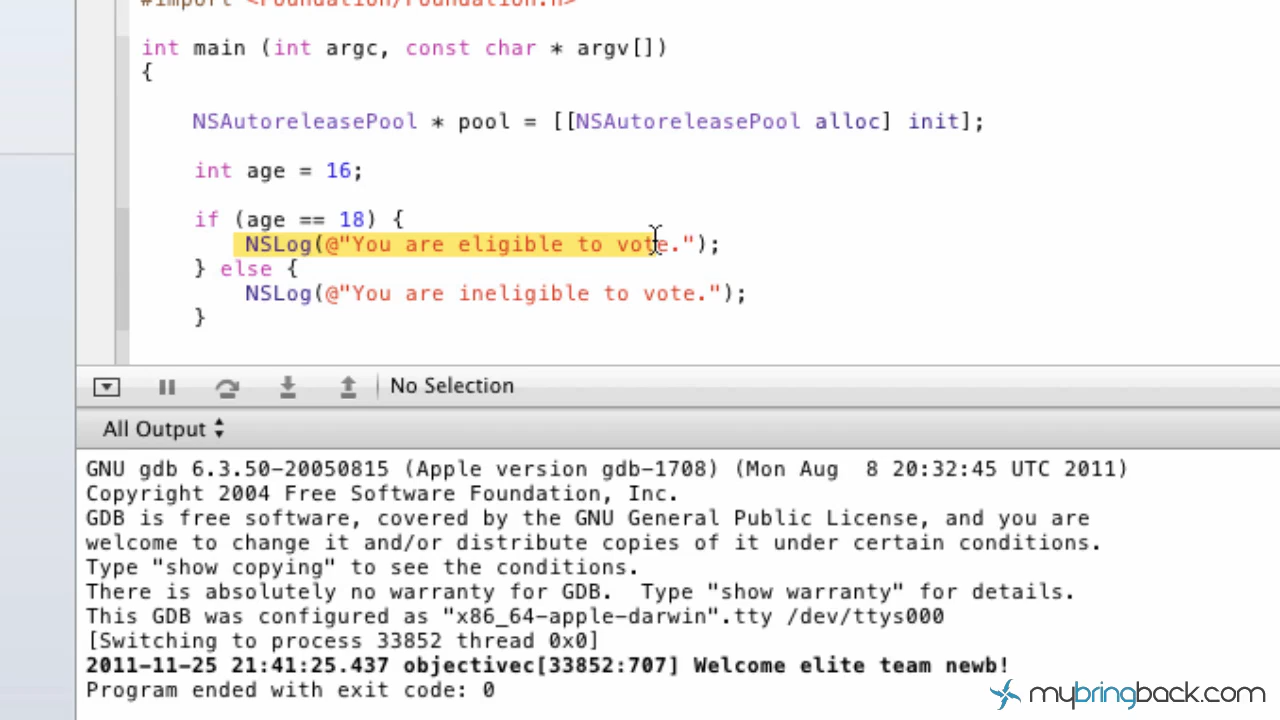 #import <Foundation/Foundation.h>
int main (int argc, const char * argv[])
{
NSAutoreleasePool * pool = [[NSAutoreleasePool alloc] init];
int age = 16;
if (age == 18) {
NSLog(@"You are eligible to vote.");
} else {
NSLog(@"You are ineligible to vote.");
}
No Selection
All Output
GNU gdb 6.3.50-20050815 (Apple version gdb-1708) (Mon Aug  8 20:32:45 UTC 2011)
Copyright 2004 Free Software Foundation, Inc.
GDB is free software, covered by the GNU General Public License, and you are
welcome to change it and/or distribute copies of it under certain conditions.
Type "show copying" to see the conditions.
There is absolutely no warranty for GDB.  Type "show warranty" for details.
This GDB was configured as "x86_64-apple-darwin".tty /dev/ttys000
[Switching to process 33852 thread 0x0]
2011-11-25 21:41:25.437 objectivec[33852:707] Welcome elite team newb!
Program ended with exit code: 0
mybringback.com